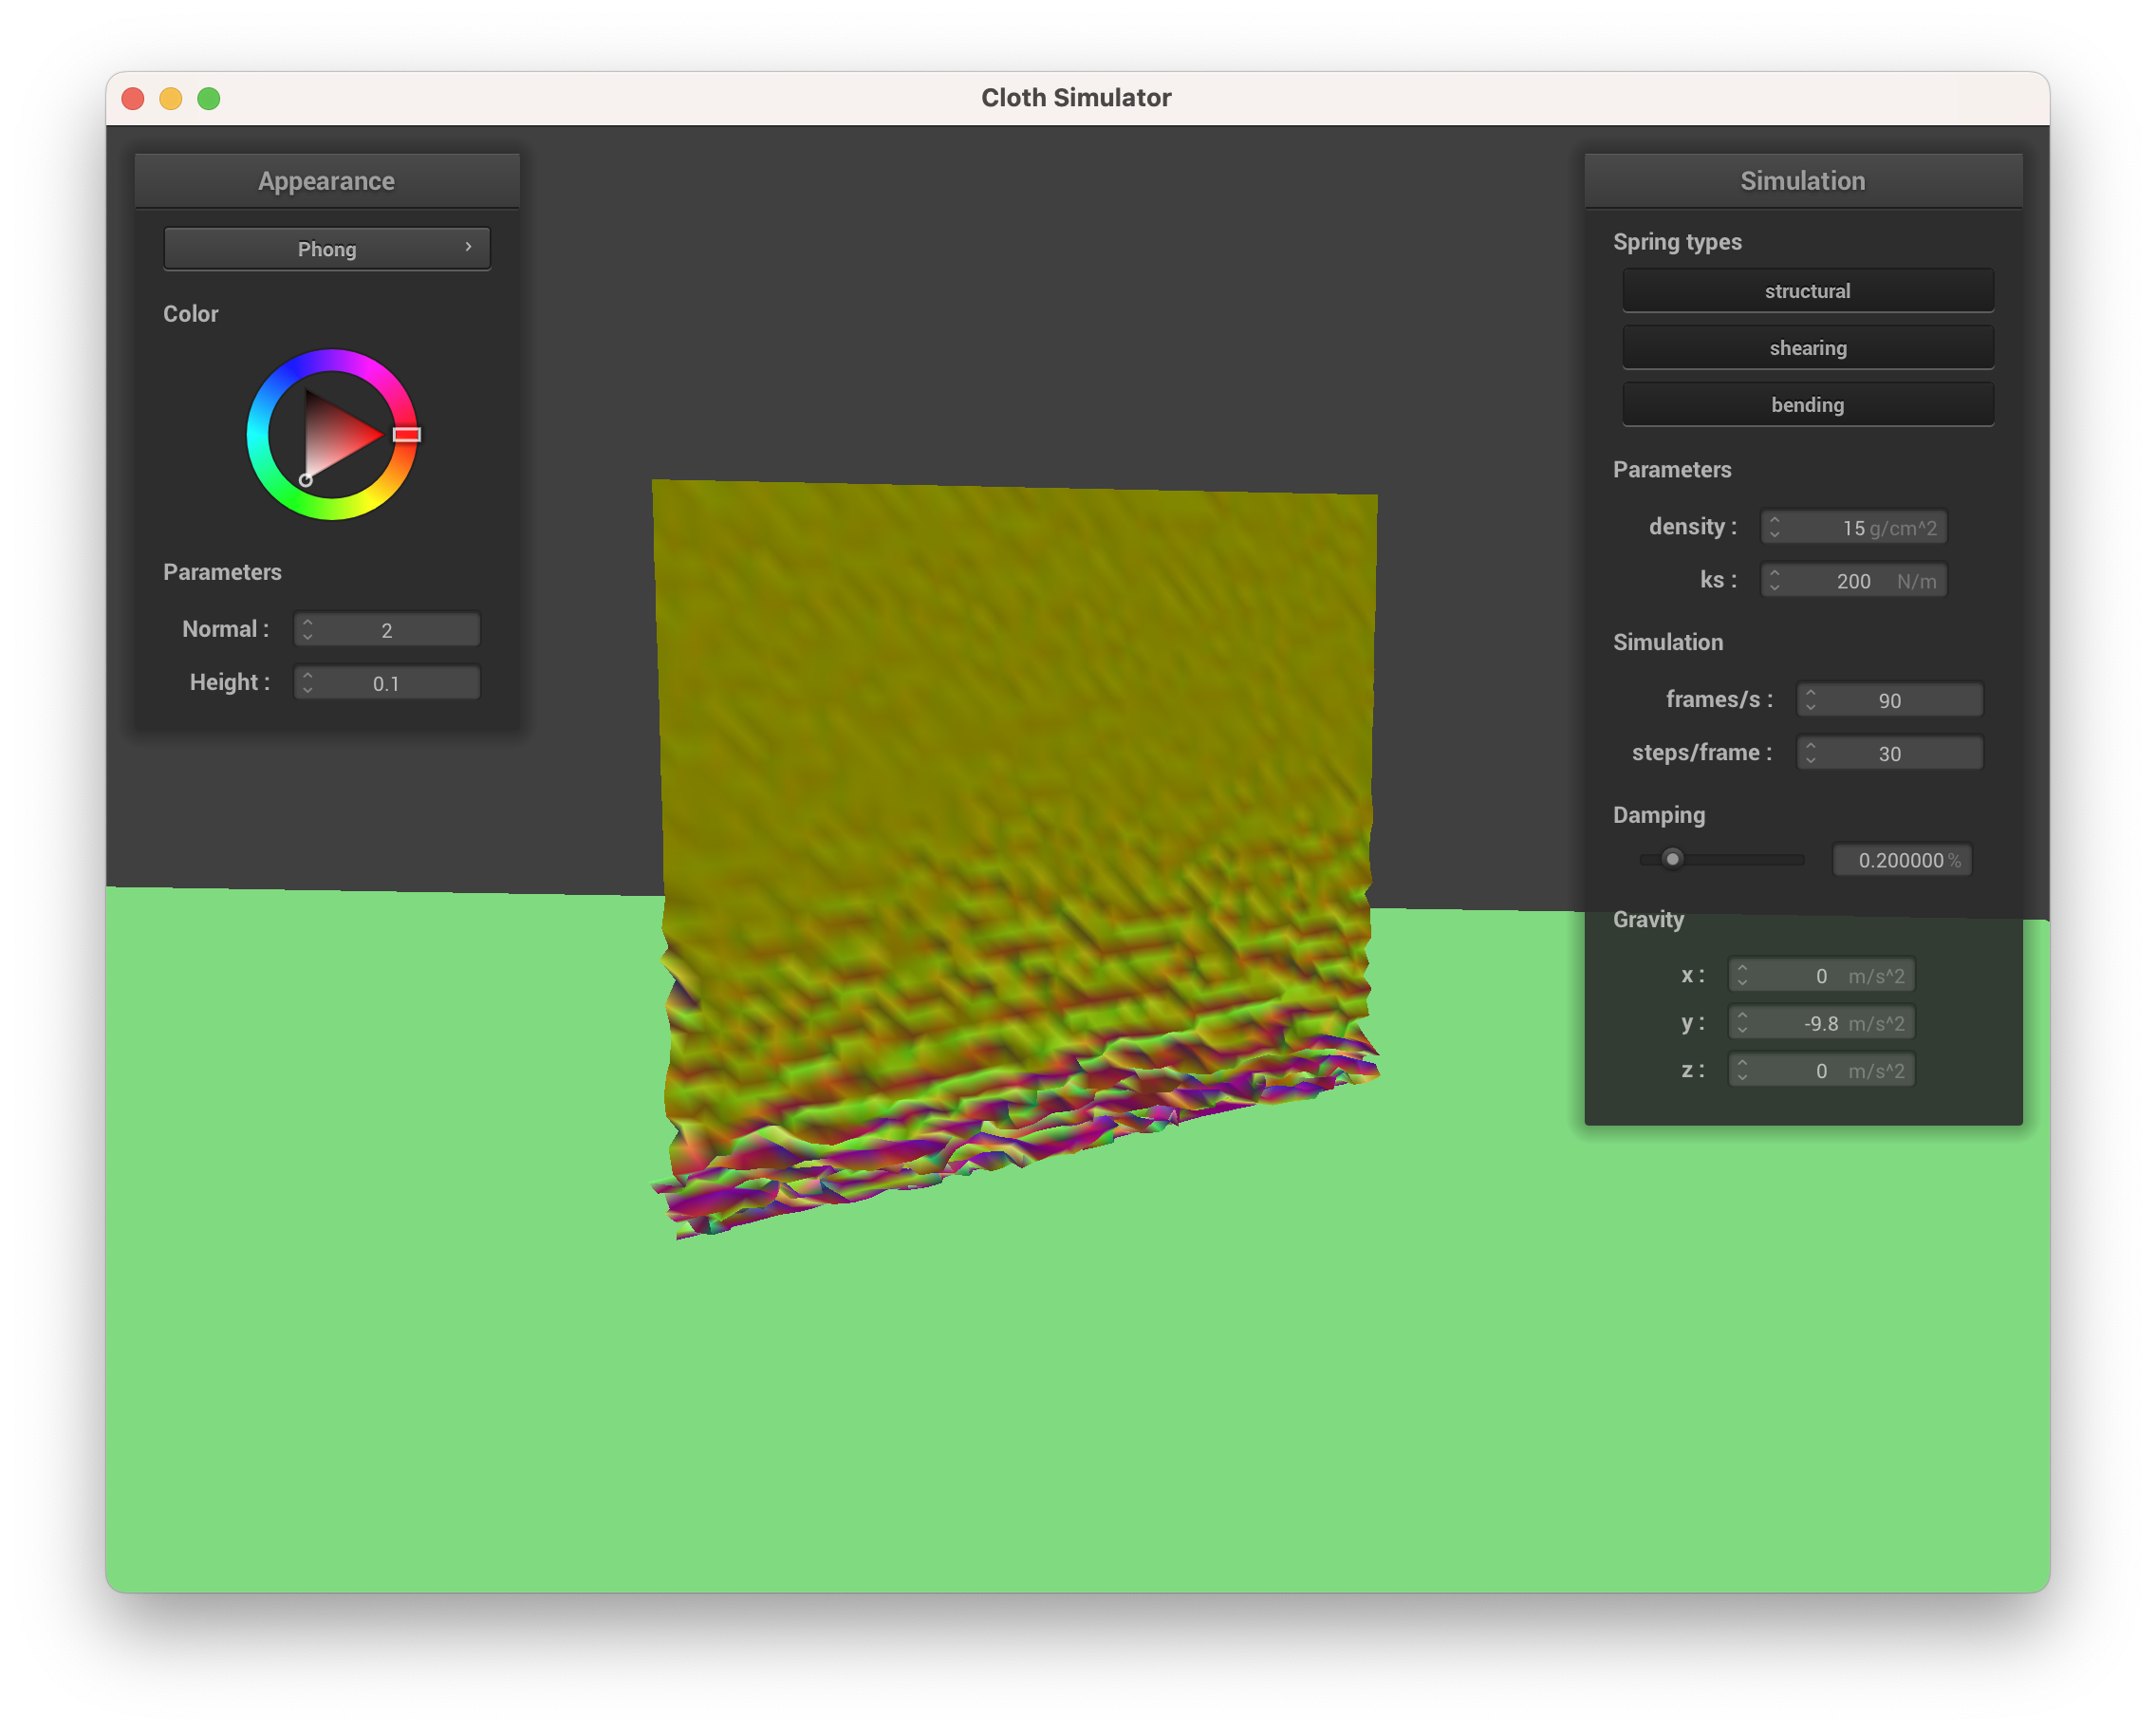 Cloth Simulator
Appearance
Phong
Color
Parameters
Normal : 2
Height : 0.1
Simulation
Spring types
structural
shearing
bending
Parameters
density : 15 g/cm^2
ks : 200 N/m
Simulation
frames/s : 90
steps/frame : 30
Damping
0.200000 %
Gravity
x : 0 m/s^2
y : -9.8 m/s^2
z : 0 m/s^2